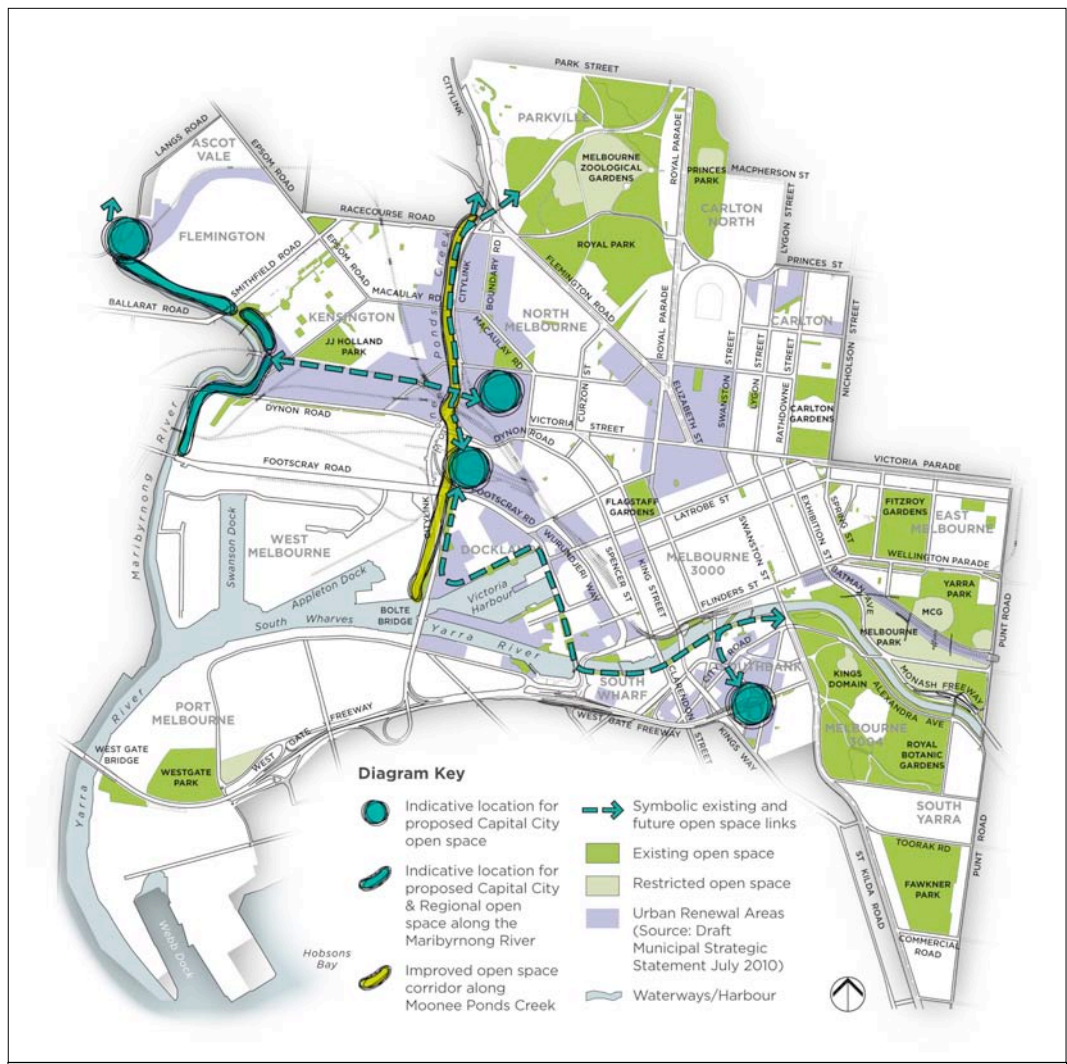 PARK STREET
CITYLINK
PARKVILLE
LANGS ROAD
ASCOT
VALE
EPSOM ROAD
MELBOURNE
ZOOLOGICAL
GARDENS
ROYAL PARADE
PRINCES
PARK
MACPHERSON ST
CARLTON
NORTH
LYGON STREET
RACECOURSE ROAD
FLEMINGTON
ROYAL PARK
PRINCES ST
SMITHFIELD ROAD
EPSOM ROAD
Ponds Creek
CITYLINK
BOUNDARY RD
FLEMINGTON ROAD
BALLARAT ROAD
MACAULAY RD
KENSINGTON
NORTH
MELBOURNE
ROYAL PARADE
CARLTON
JJ HOLLAND
PARK
MACAULAY RD
SWANSTON STREET
LYGON STREET
RATHDOWNE STREET
NICHOLSON STREET
ELIZABETH ST
CURZON ST
CARLTON
GARDENS
DYNON ROAD
VICTORIA STREET
DYNON ROAD
Maribyrnong River
FOOTSCRAY ROAD
VICTORIA PARADE
FOOTSCRAY RD
FLAGSTAFF
GARDENS
LATROBE ST
EXHIBITION ST
SPRING ST
FITZROY
GARDENS
EAST
MELBOURNE
WEST
MELBOURNE
Swanson Dock
CITYLINK
DOCKLAND
WURUNDJERI WAY
SPENCER ST
KING STREET
MELBOURNE
3000
SWANSTON ST
WELLINGTON PARADE
Appleton Dock
Victoria
Harbour
FLINDERS ST
BATMAN AVE
YARRA
PARK
MCG
BOLTE
BRIDGE
South Wharves
Yarra River
MELBOURNE
PARK
PUNT ROAD
CITY ROAD
SOUTHBANK
SOUTH
WHARF
CLARENDON STREET
KINGS
DOMAIN
MONASH FREEWAY
ALEXANDRA AVE
PORT
MELBOURNE
WEST GATE FREEWAY
WEST GATE FREEWAY
KINGS WAY
MELBOURNE
3004
ROYAL
BOTANIC
GARDENS
WEST GATE
BRIDGE
WESTGATE
PARK
Yarra River
SOUTH
YARRA
PUNT ROAD
TOORAK RD
ST KILDA ROAD
FAWKNER
PARK
COMMERCIAL
ROAD
Webb Dock
Hobsons
Bay
Diagram Key
Indicative location for
proposed Capital City
open space
Indicative location for
proposed Capital City
& Regional open
space along the
Maribyrnong River
Improved open space
corridor along
Moonee Ponds Creek
Symbolic existing and
future open space links
Existing open space
Restricted open space
Urban Renewal Areas
(Source: Draft
Municipal Strategic
Statement July 2010)
Waterways/Harbour